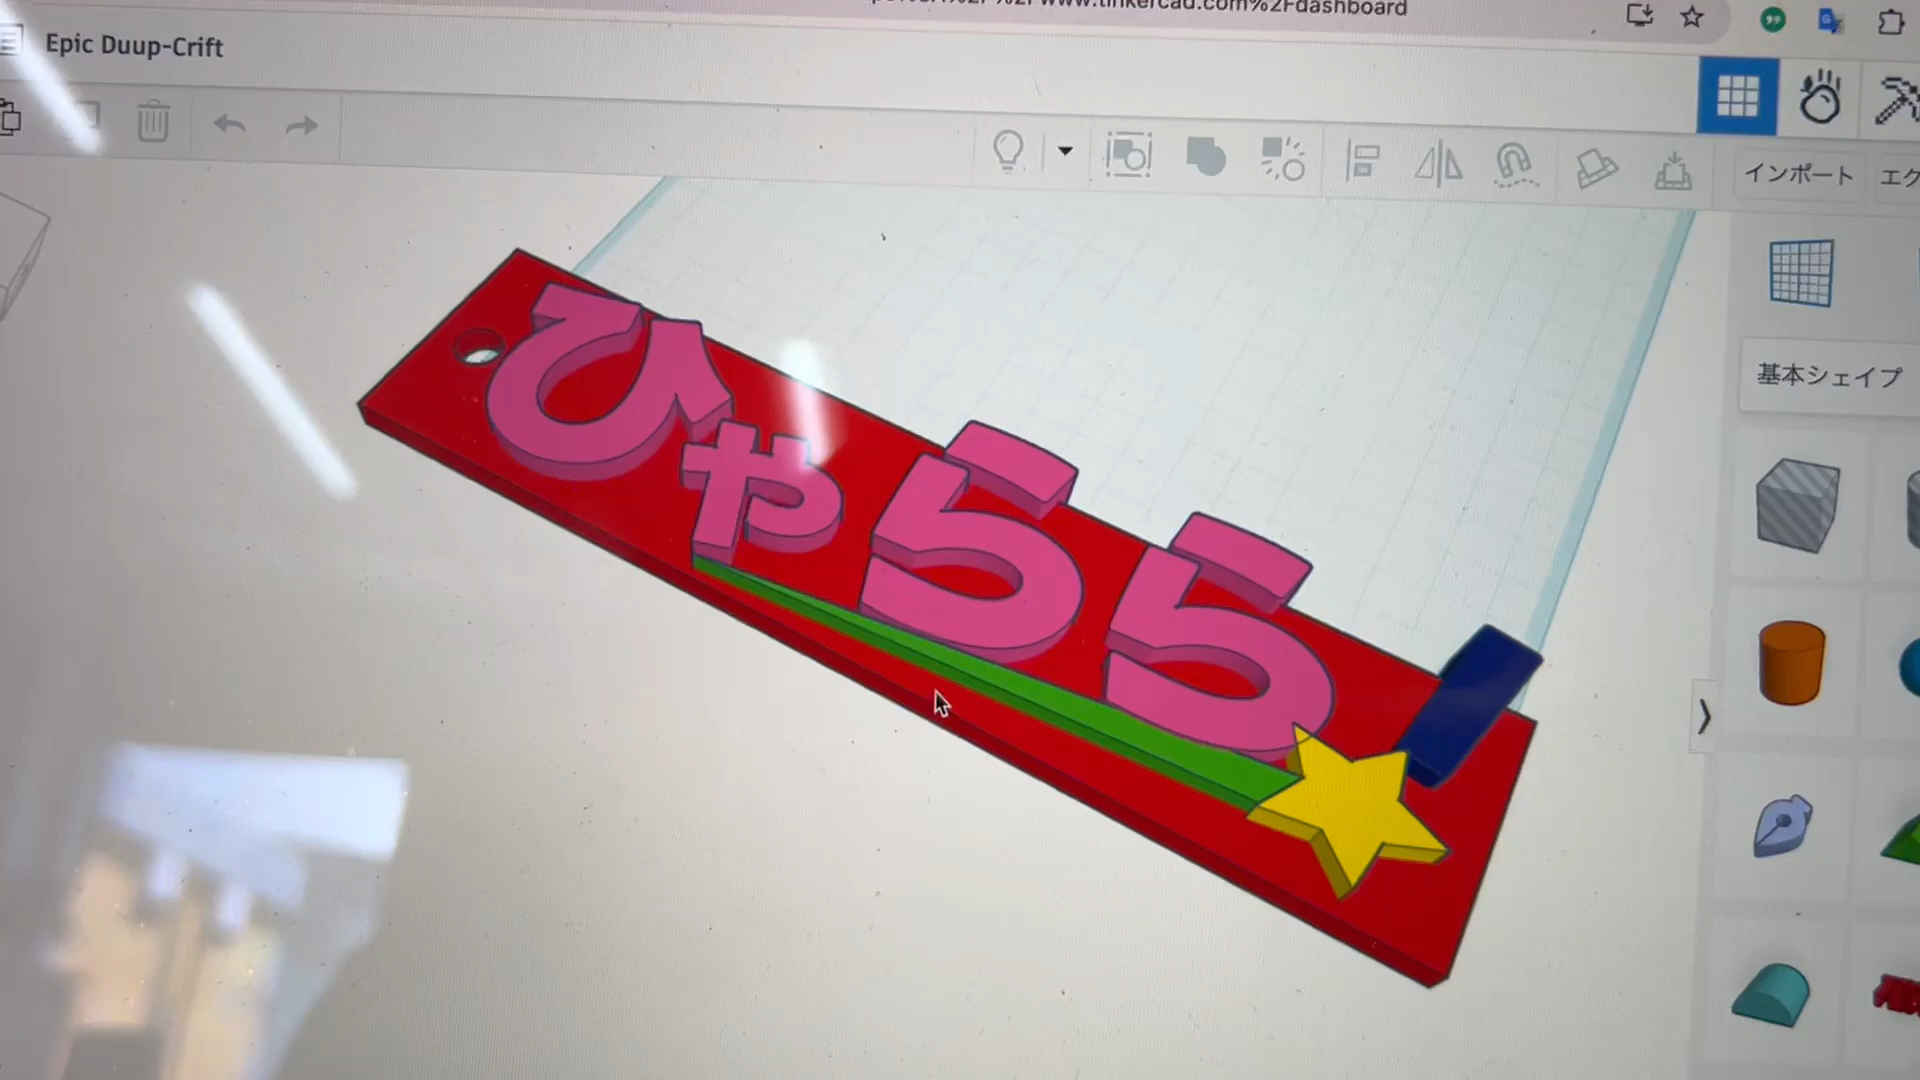 www.tinkercad.com%2Fdashboard
Epic Duup-Crift
インポート
エク
基本シェイプ
ひゃらら